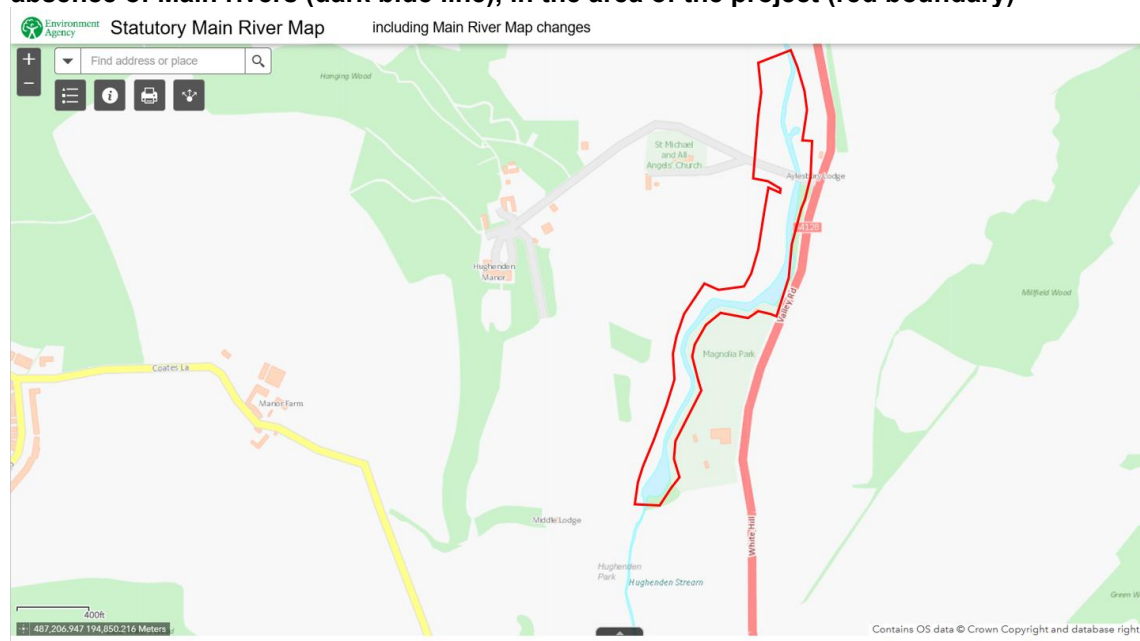 absence of Main Rivers (dark blue line), in the area of the project (red boundary)
Environment
Agency
Statutory Main River Map
including Main River Map changes
+
Find address or place
−
Hanging Wood
St Michael
and All
Angels' Church
Aylesbury Lodge
A4128
Hughenden
Manor
Valley Rd
Millfield Wood
Magnolia Park
Coates La
Manor Farm
Middle Lodge
White Hill
Hughenden
Park
Hughenden Stream
Green W
400ft
487,206.947 194,850.216 Meters
Contains OS data © Crown Copyright and database right